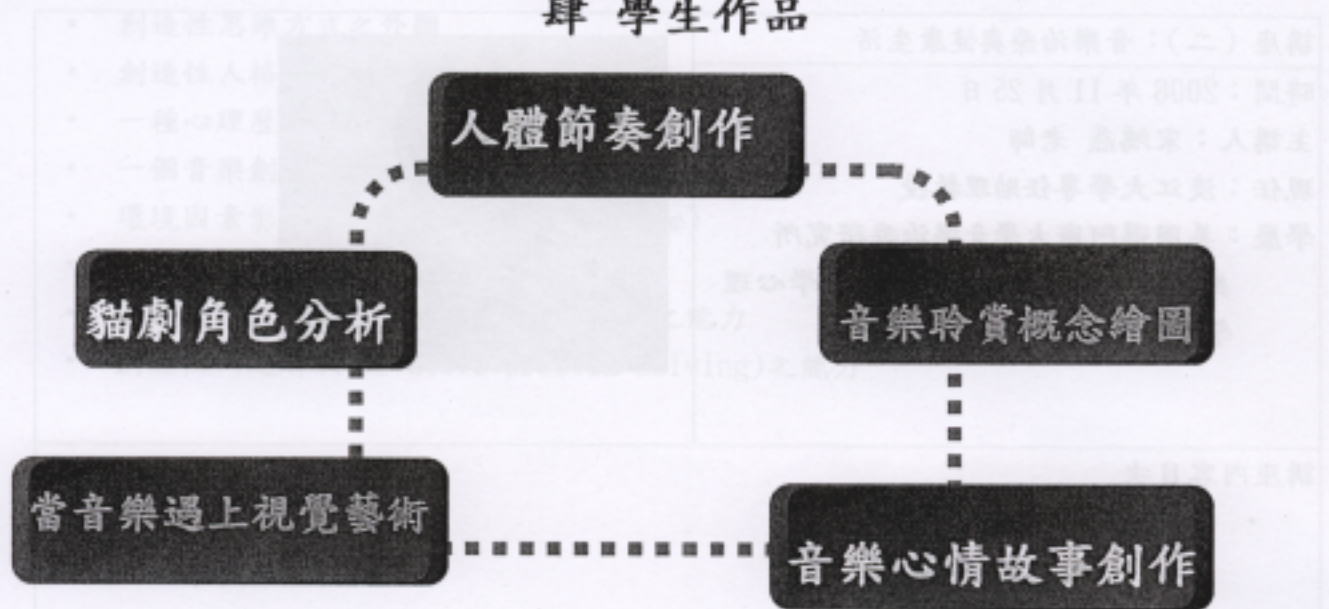 肆 學生作品
人體節奏創作
貓劇角色分析
音樂聆賞概念繪圖
當音樂遇上視覺藝術
音樂心情故事創作